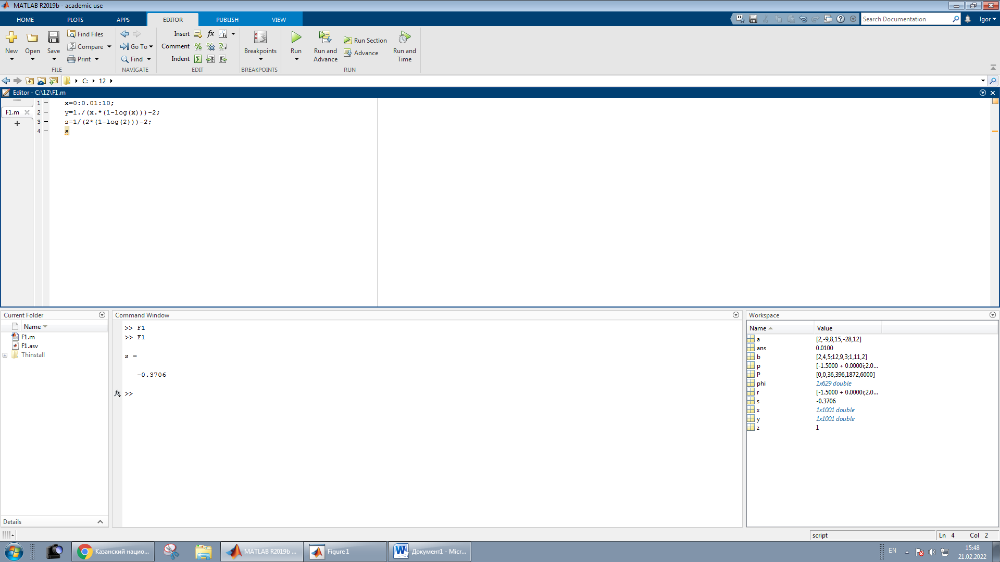 MATLAB R2019b - academic use
HOME PLOTS APPS EDITOR PUBLISH VIEW
Search Documentation Igor
New Open Save
Find Files
Compare
Print
FILE
Go To
Find
NAVIGATE
Insert
Comment
Indent
EDIT
Breakpoints
BREAKPOINTS
Run
Run and Advance
Run Section
Advance
Run and Time
RUN
C: 12
Editor - C:\12\F1.m
F1.m
1 x=0:0.01:10;
2 y=1./(x.*(1-log(x)))-2;
3 s=1/(2*(1-log(2)))-2;
4 s
Current Folder
Name
F1.m
F1.asv
Thinstall
Details
Command Window
>> F1
>> F1
s =
-0.3706
fx >>
Workspace
Name Value
a [2,-9,8,15,-28,12]
ans 0.0100
b [2,4,5;12,9,3;1,11,2]
p [-1.5000 + 0.0000i;2.0...
P [0,0,36,396,1872,6000]
phi 1x629 double
r [-1.5000 + 0.0000i;2.0...
s -0.3706
x 1x1001 double
y 1x1001 double
z 1
script Ln 4 Col 2
Казанский нацио... MATLAB R2019b ... Figure 1 Документ1 - Micr... EN 15:48
21.02.2022